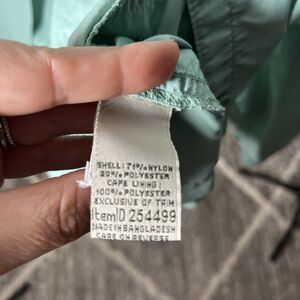 SHELL: 71% NYLON
29% POLYESTER
CAPE LINING:
100% POLYESTER
EXCLUSIVE OF TRIM
Item ID 254499
MADE IN BANGLADESH
CARE ON REVERSE